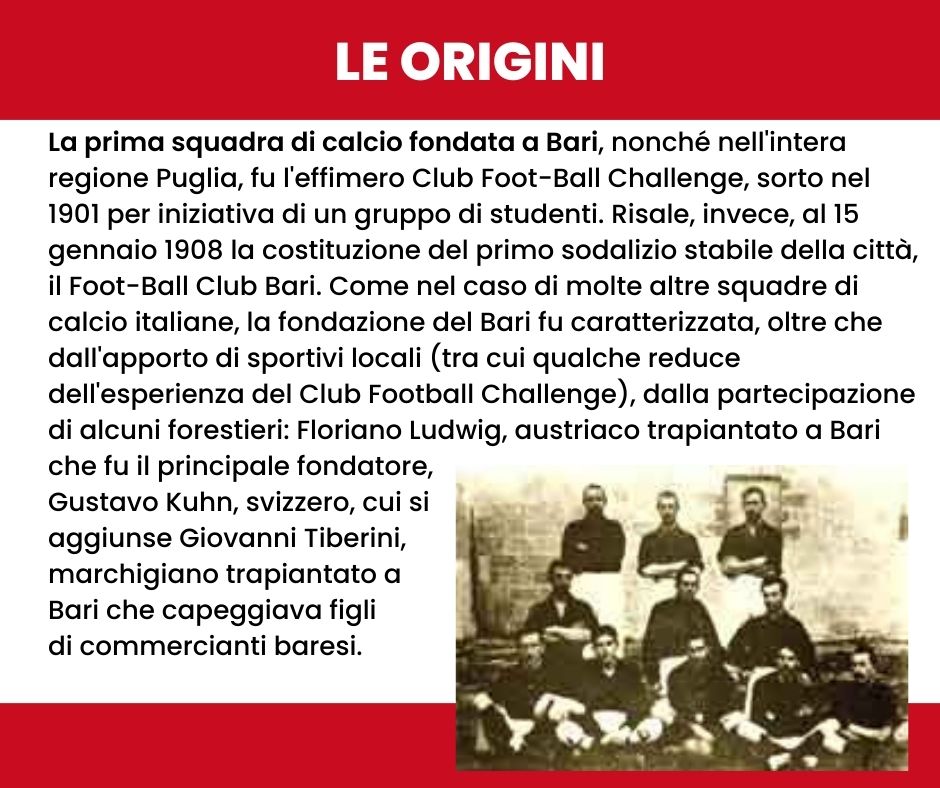 LE ORIGINI
La prima squadra di calcio fondata a Bari, nonché nell'intera
regione Puglia, fu l'effimero Club Foot-Ball Challenge, sorto nel
1901 per iniziativa di un gruppo di studenti. Risale, invece, al 15
gennaio 1908 la costituzione del primo sodalizio stabile della città,
il Foot-Ball Club Bari. Come nel caso di molte altre squadre di
calcio italiane, la fondazione del Bari fu caratterizzata, oltre che
dall'apporto di sportivi locali (tra cui qualche reduce
dell'esperienza del Club Football Challenge), dalla partecipazione
di alcuni forestieri: Floriano Ludwig, austriaco trapiantato a Bari
che fu il principale fondatore,
Gustavo Kuhn, svizzero, cui si
aggiunse Giovanni Tiberini,
marchigiano trapiantato a
Bari che capeggiava figli
di commercianti baresi.